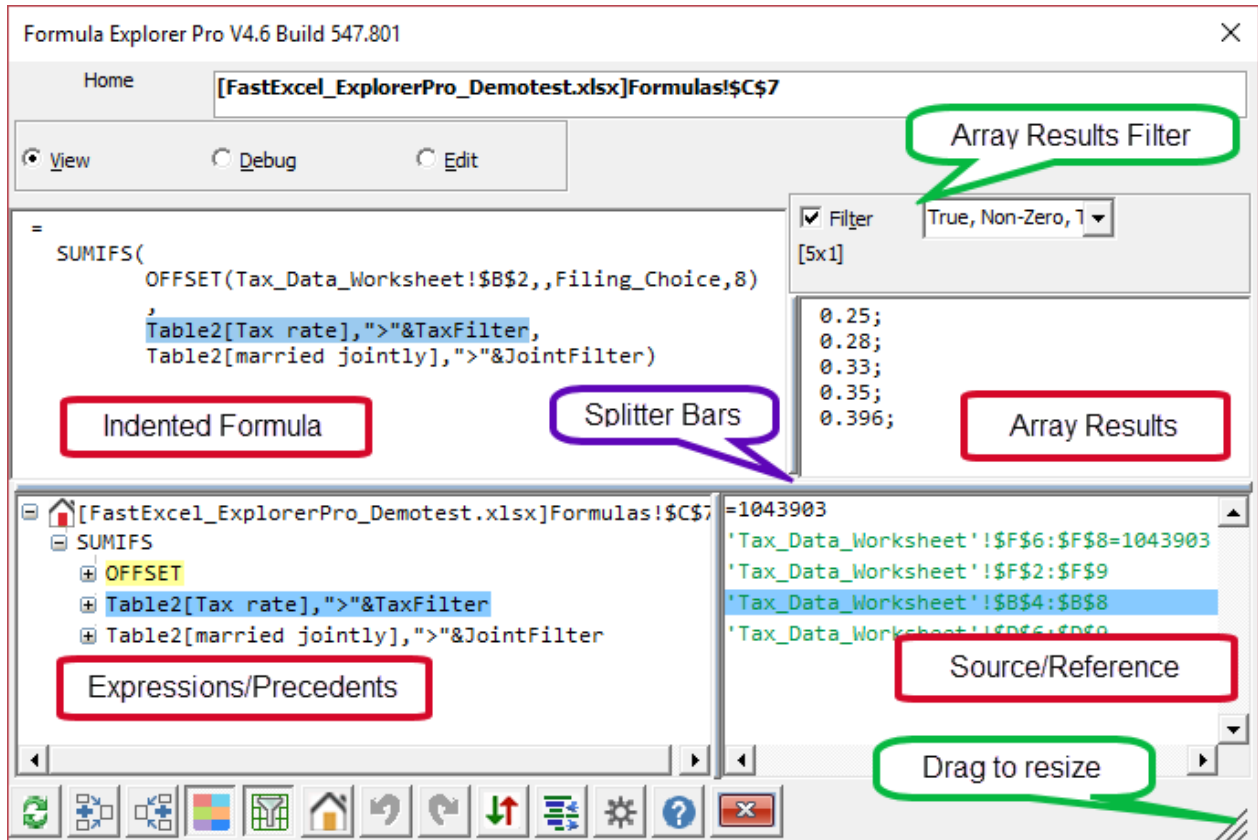 Formula Explorer Pro V4.6 Build 547.801
Home
[FastExcel_ExplorerPro_Demotest.xlsx]Formulas!$C$7
View
Debug
Edit
Array Results Filter
Filter
True, Non-Zero, T
[5x1]
=
SUMIFS(
OFFSET(Tax_Data_Worksheet!$B$2,,Filing_Choice,8)
,
Table2[Tax rate],">"&TaxFilter,
Table2[married jointly],">"&JointFilter)
Indented Formula
Splitter Bars
0.25;
0.28;
0.33;
0.35;
0.396;
Array Results
[FastExcel_ExplorerPro_Demotest.xlsx]Formulas!$C$7
SUMIFS
OFFSET
Table2[Tax rate],">"&TaxFilter
Table2[married jointly],">"&JointFilter
Expressions/Precedents
=1043903
'Tax_Data_Worksheet'!$F$6:$F$8=1043903
'Tax_Data_Worksheet'!$F$2:$F$9
'Tax_Data_Worksheet'!$B$4:$B$8
'Tax_Data_Worksheet'!$D$6:$D$9
Source/Reference
Drag to resize